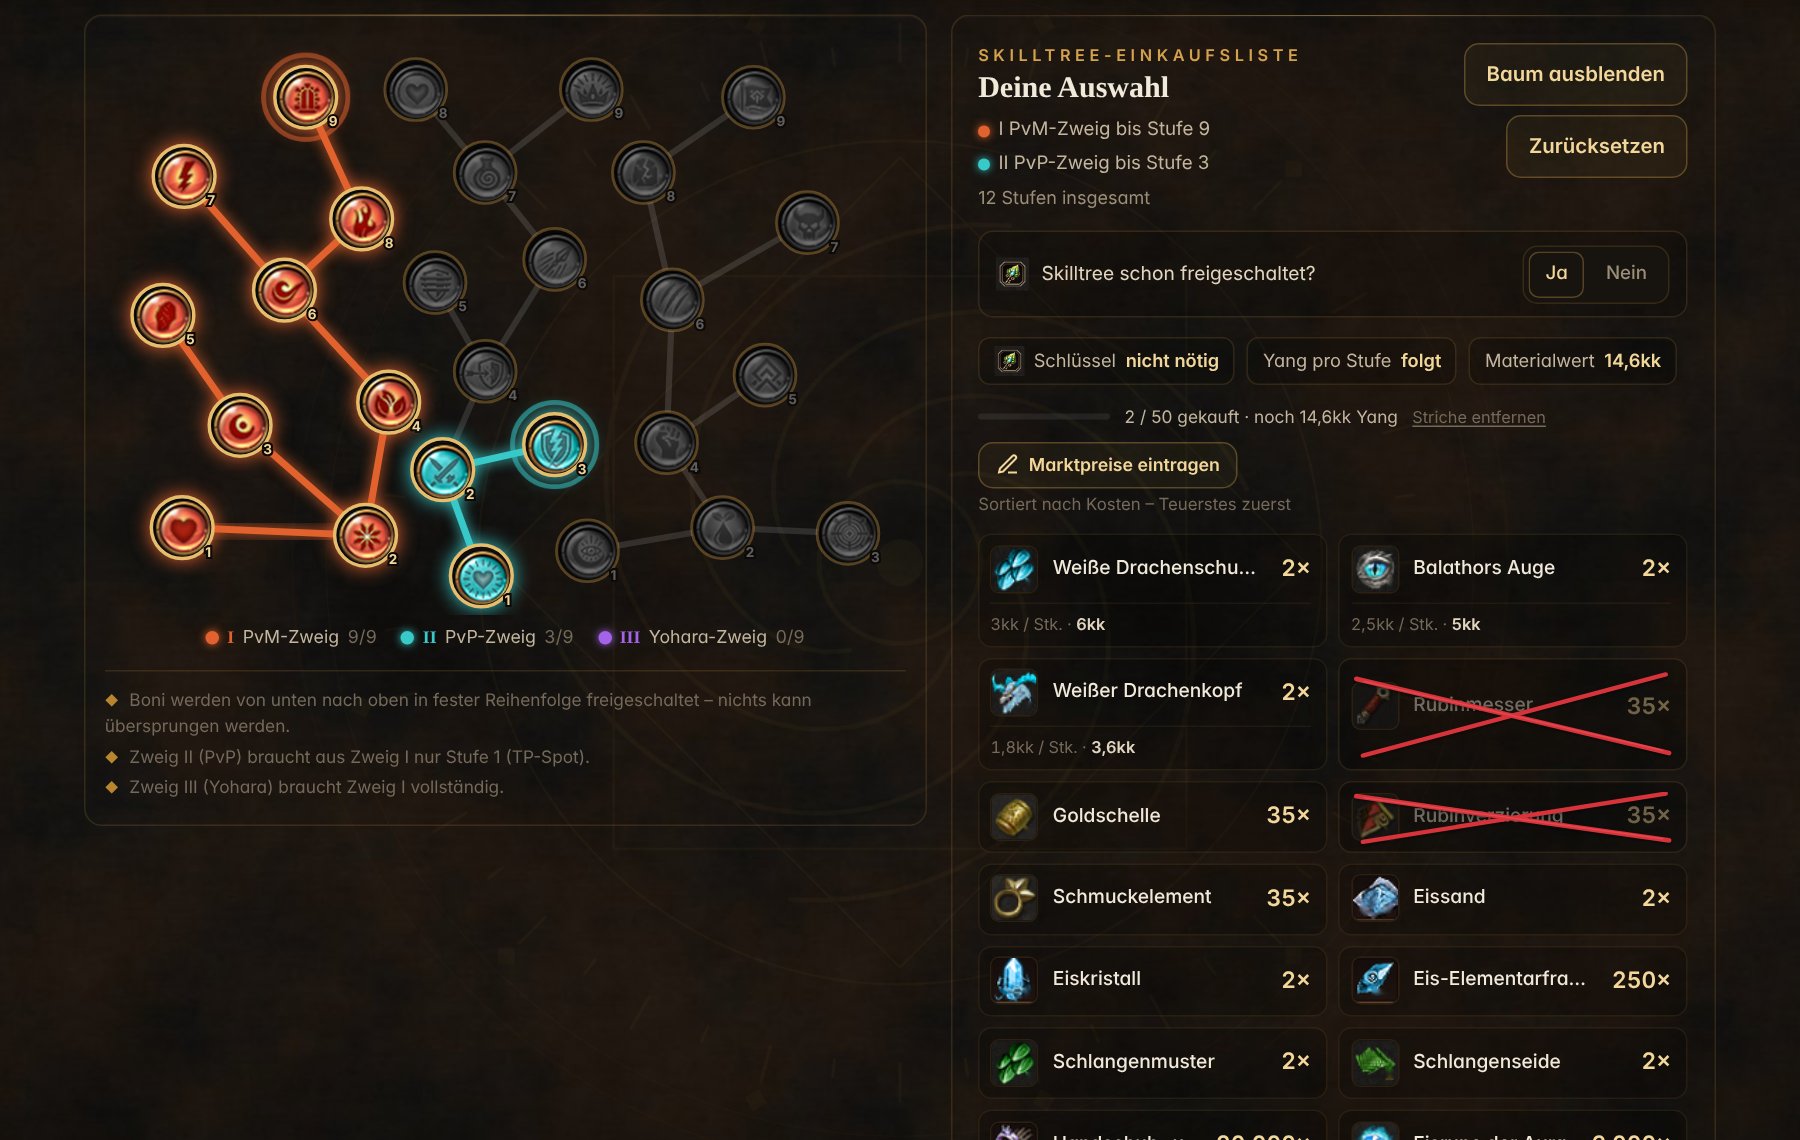 9
8
9
9
7
7
8
8
7
6
6
5
6
5
4
5
4
3
3
4
2
1
2
2
3
1
1
I PvM-Zweig 9/9 II PvP-Zweig 3/9 III Yohara-Zweig 0/9
◆ Boni werden von unten nach oben in fester Reihenfolge freigeschaltet – nichts kann
übersprungen werden.
◆ Zweig II (PvP) braucht aus Zweig I nur Stufe 1 (TP-Spot).
◆ Zweig III (Yohara) braucht Zweig I vollständig.
SKILLTREE-EINKAUFSLISTE
Deine Auswahl
I PvM-Zweig bis Stufe 9
II PvP-Zweig bis Stufe 3
12 Stufen insgesamt
Baum ausblenden
Zurücksetzen
Skilltree schon freigeschaltet? Ja Nein
Schlüssel nicht nötig Yang pro Stufe folgt Materialwert 14,6kk
2 / 50 gekauft · noch 14,6kk Yang Striche entfernen
Marktpreise eintragen
Sortiert nach Kosten – Teuerstes zuerst
Weiße Drachenschu... 2×
3kk / Stk. · 6kk
Balathors Auge 2×
2,5kk / Stk. · 5kk
Weißer Drachenkopf 2×
1,8kk / Stk. · 3,6kk
Rubinmesser 35×
Goldschelle 35×
Rubinverzierung 35×
Schmuckelement 35×
Eissand 2×
Eiskristall 2×
Eis-Elementarfra... 250×
Schlangenmuster 2×
Schlangenseide 2×